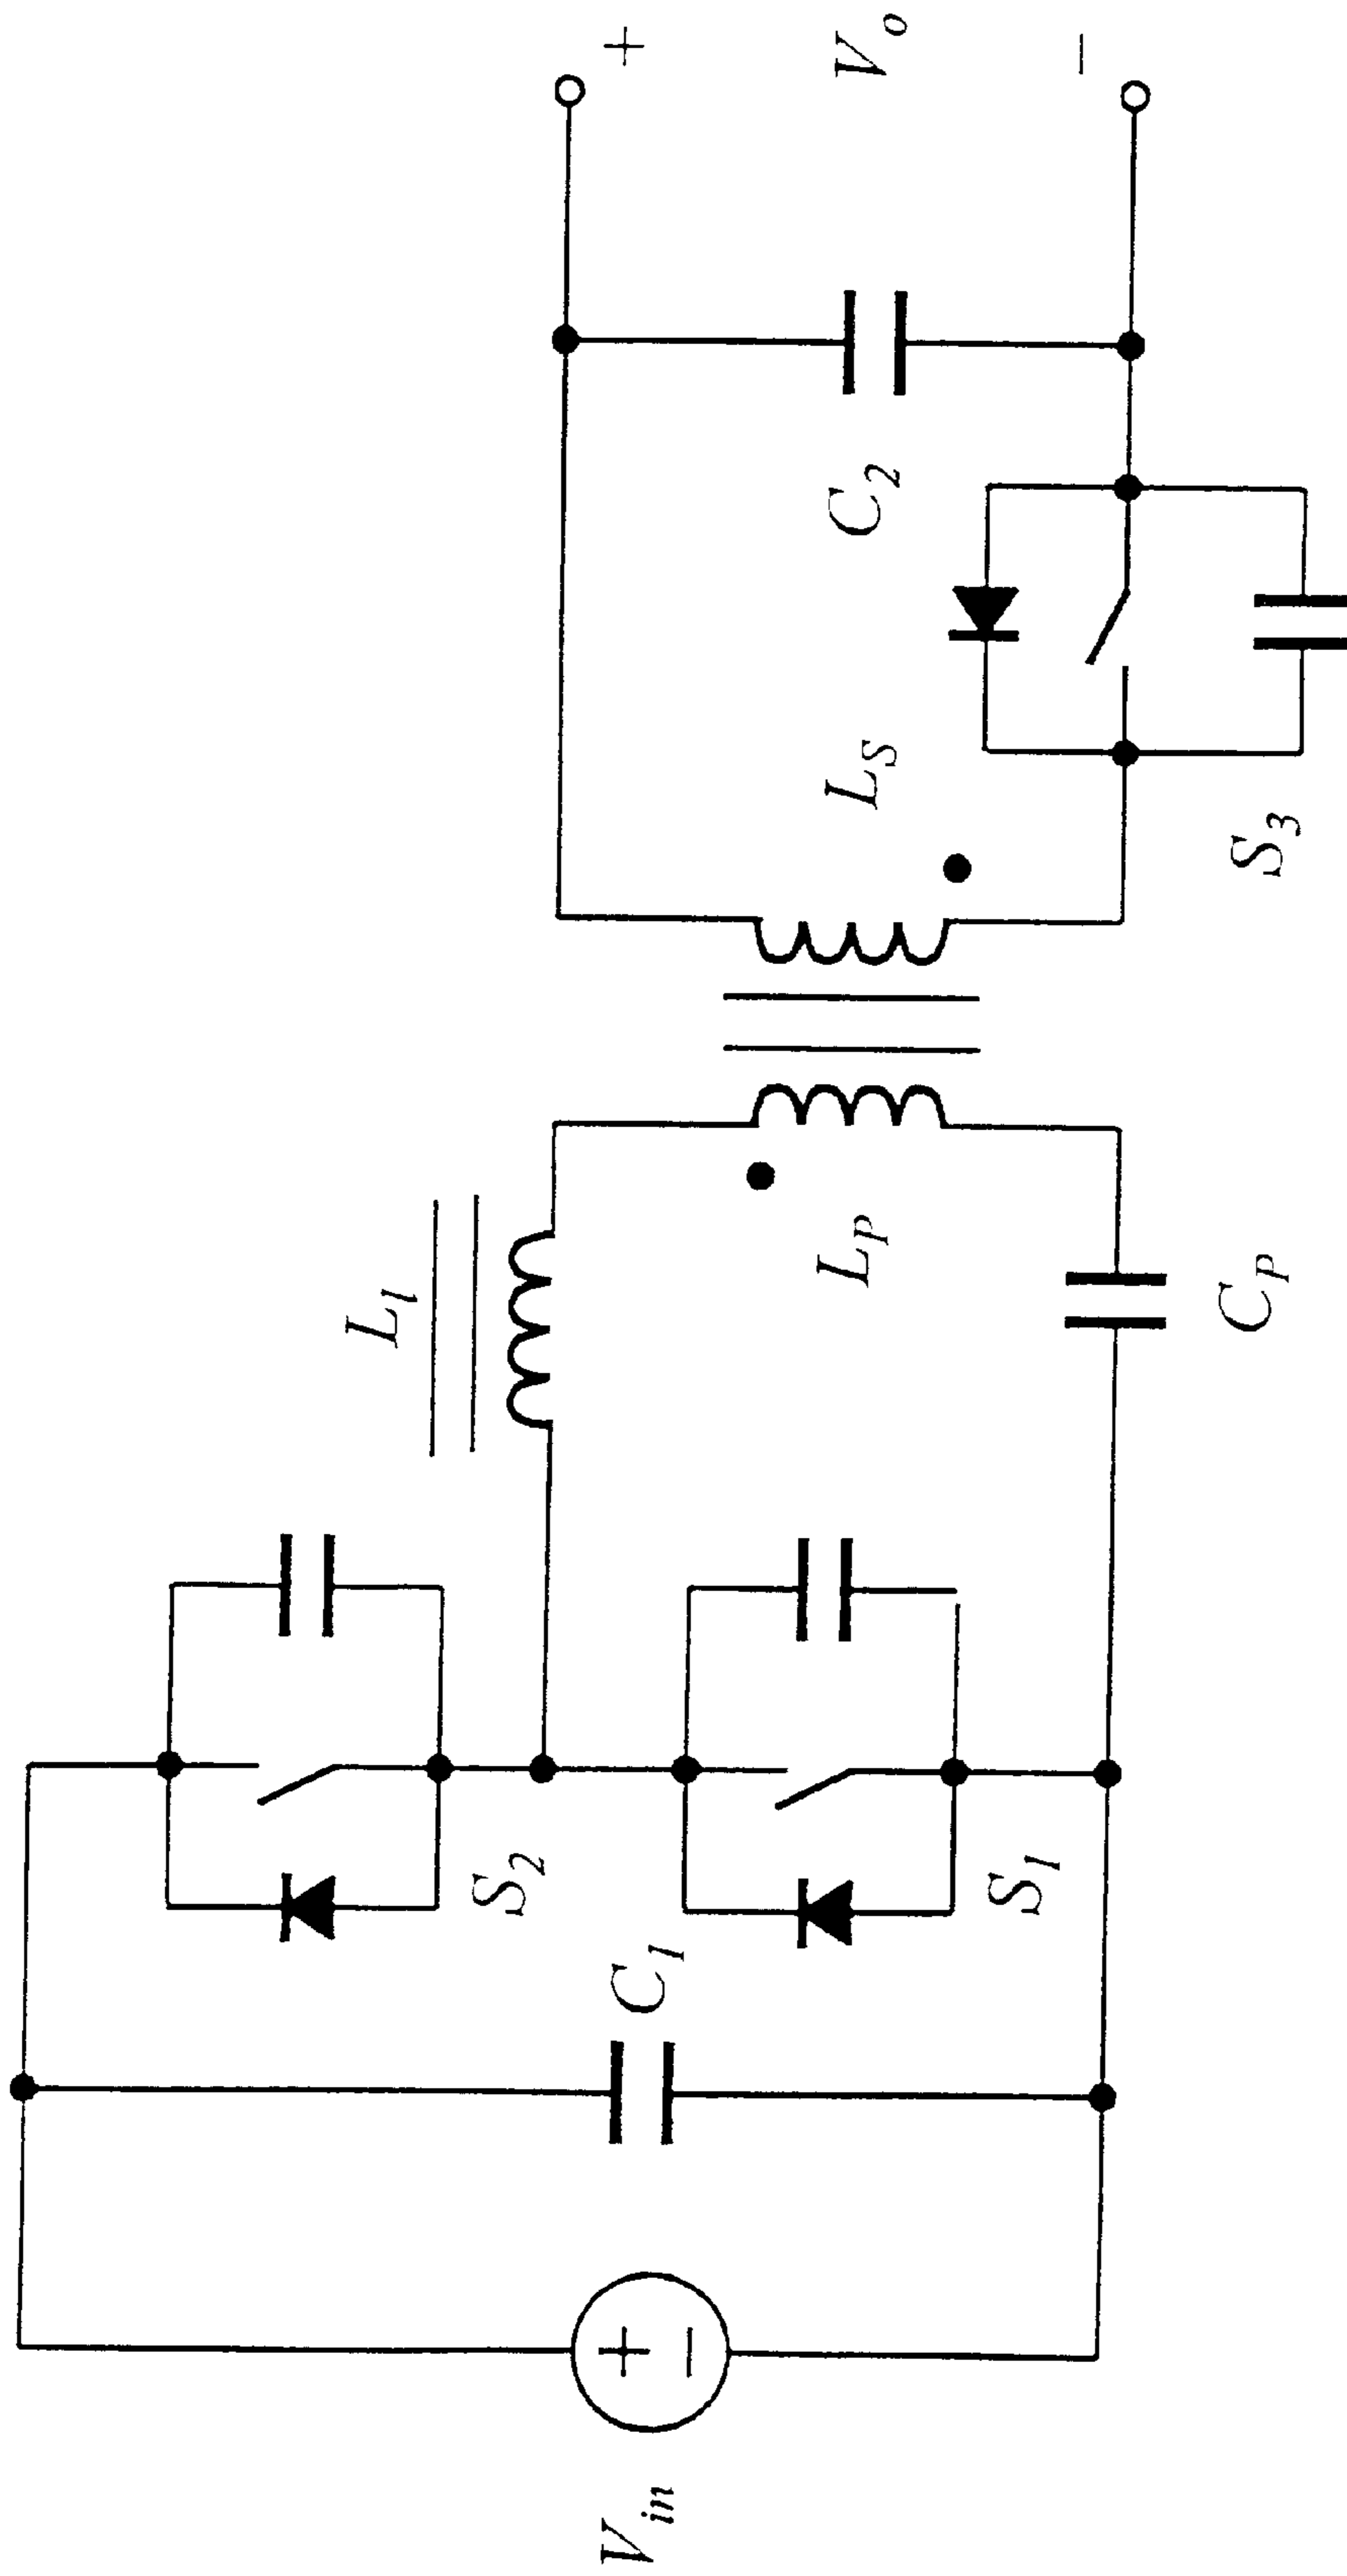 V_in
+
−
C_1
S_2
S_1
L_l
L_P
C_P
L_S
S_3
C_2
+
V_o
−